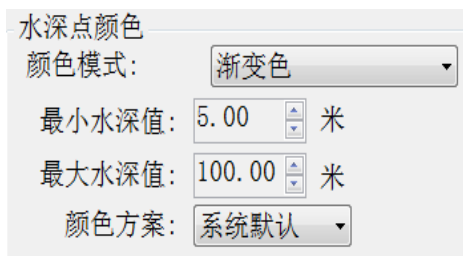 水深点颜色
颜色模式: 渐变色
最小水深值: 5.00 米
最大水深值: 100.00 米
颜色方案: 系统默认